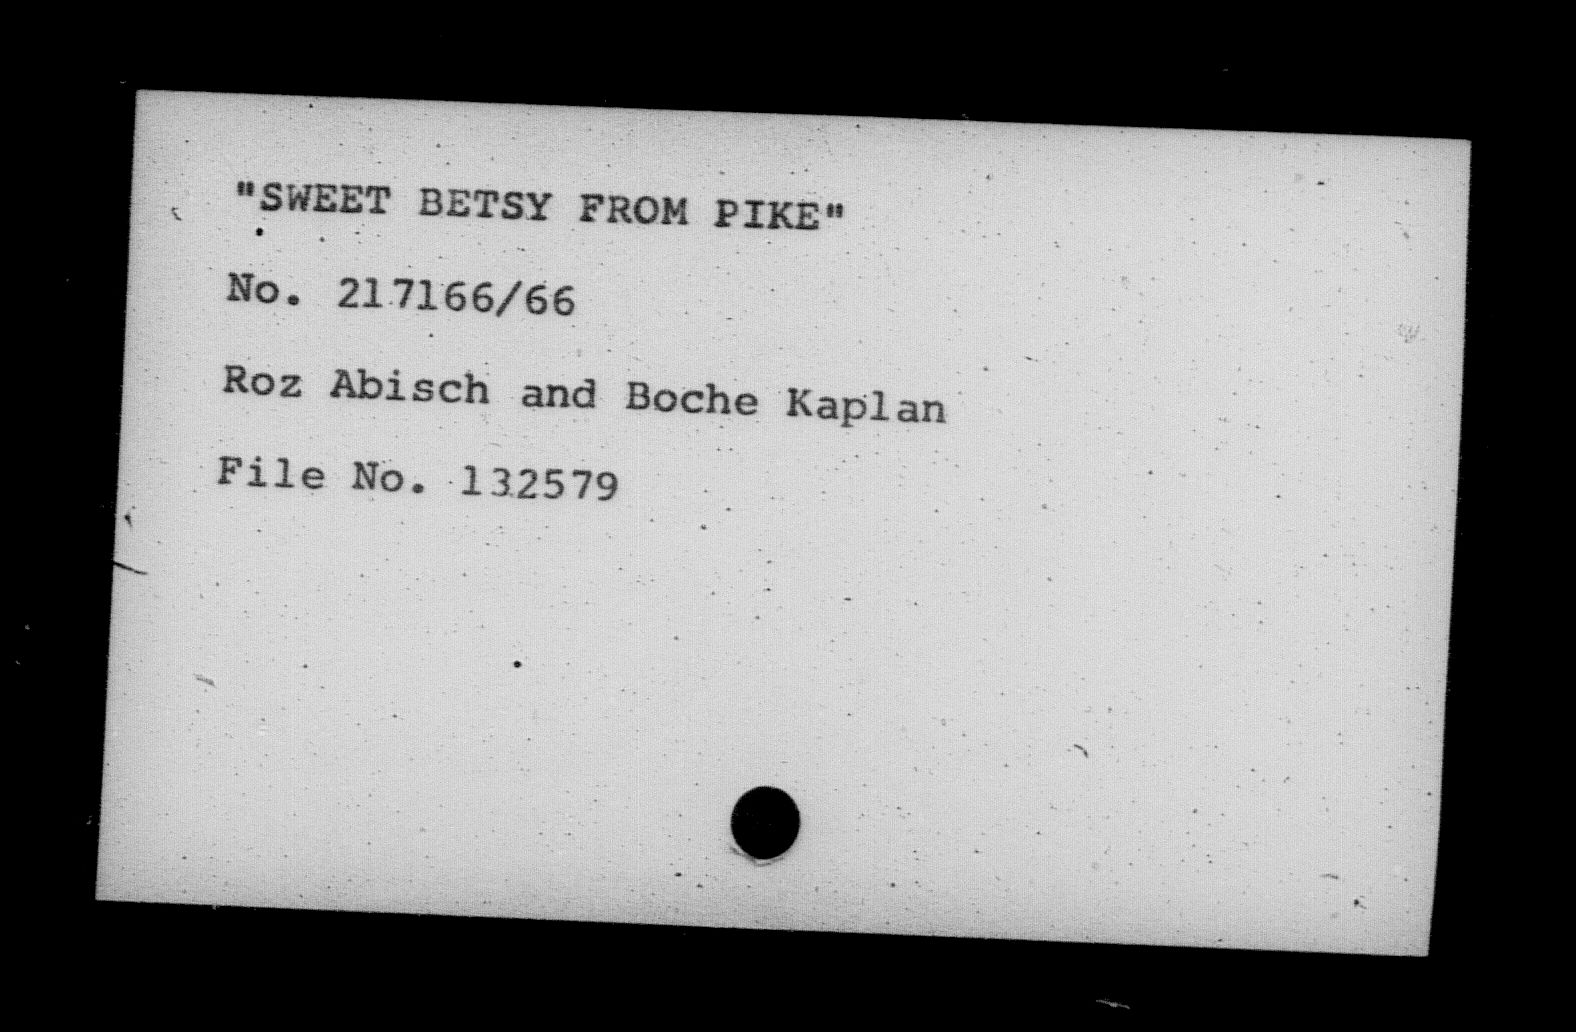 "SWEET BETSY FROM PIKE"
No. 217166/66
Roz Abisch and Boche Kaplan
File No. 132579